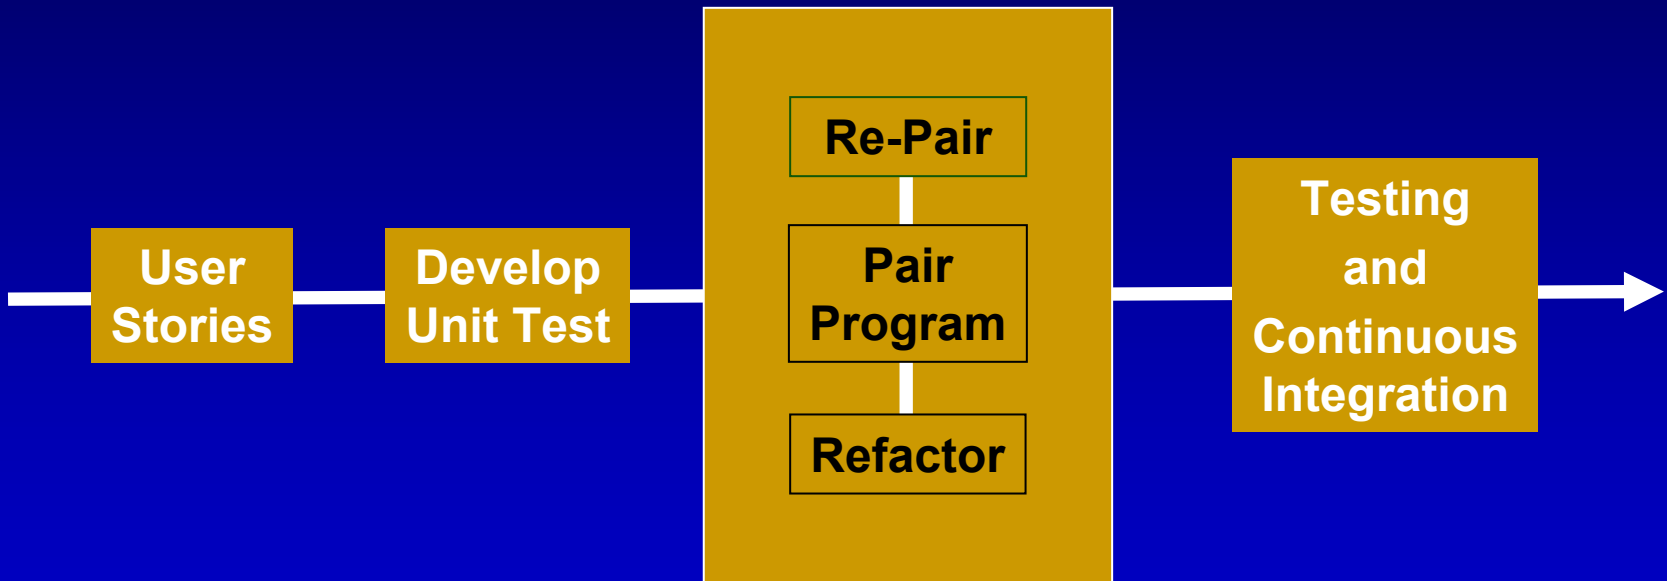 User
Stories
Develop
Unit Test
Re-Pair
Pair
Program
Refactor
Testing
and
Continuous
Integration